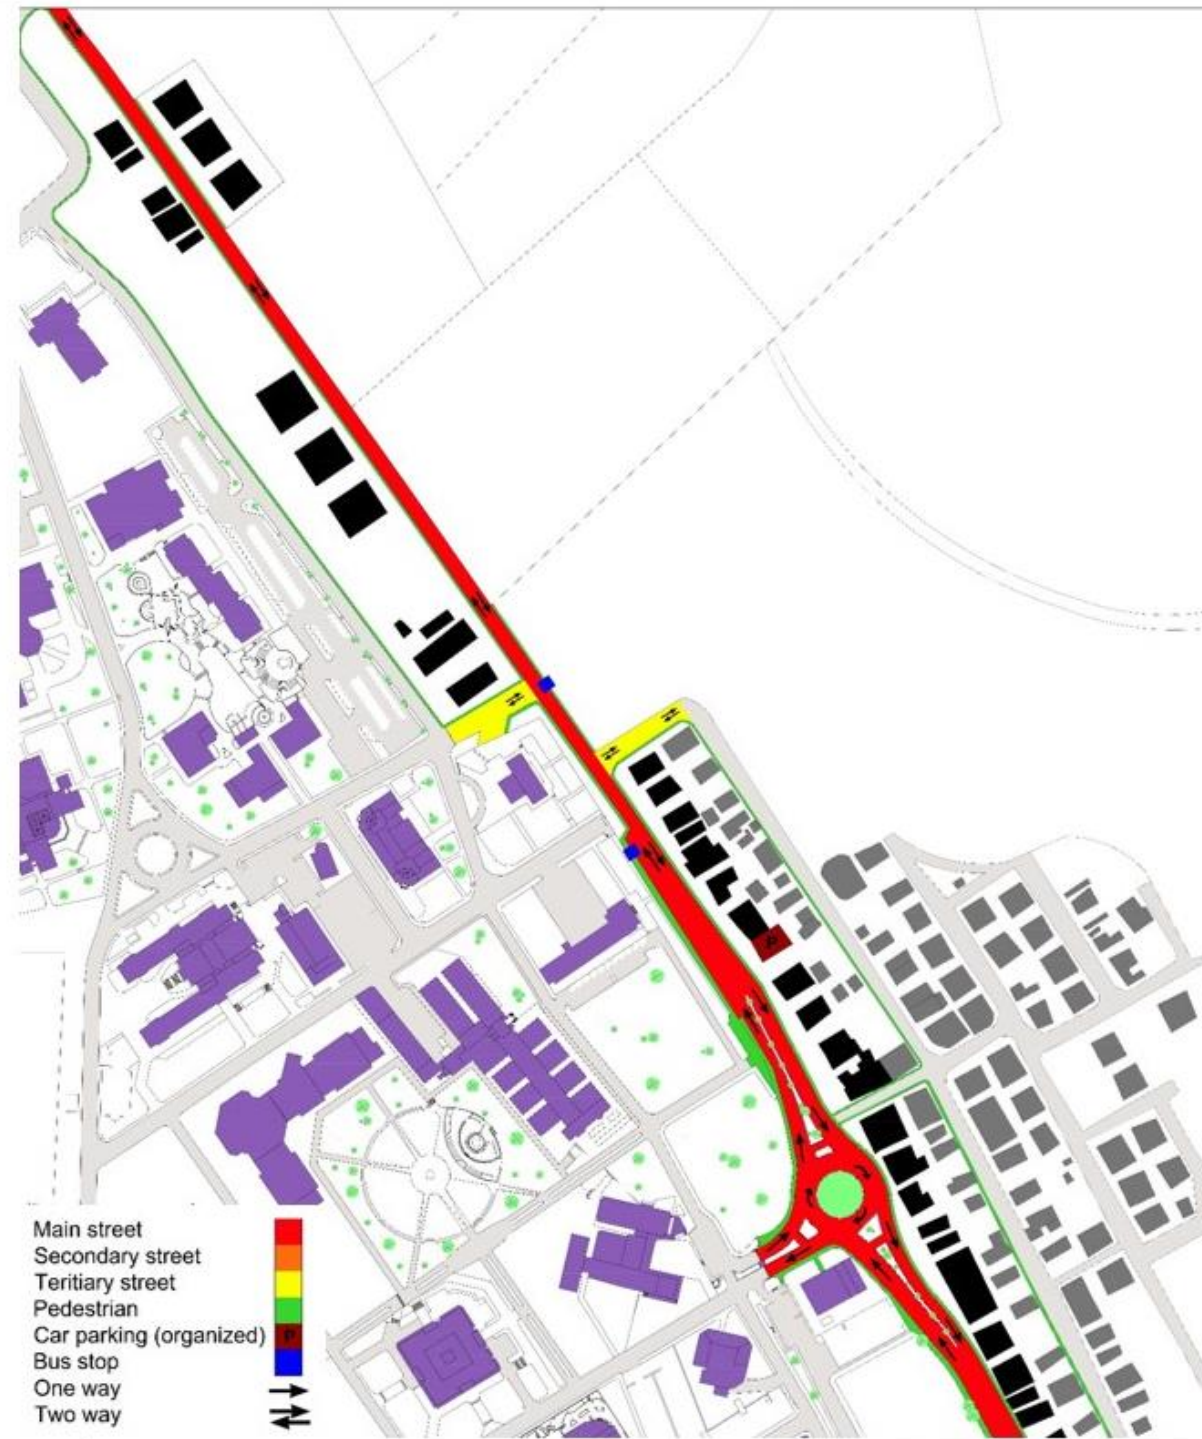 Main street
Secondary street
Teritiary street
Pedestrian
Car parking (organized) P
Bus stop
One way
Two way
P